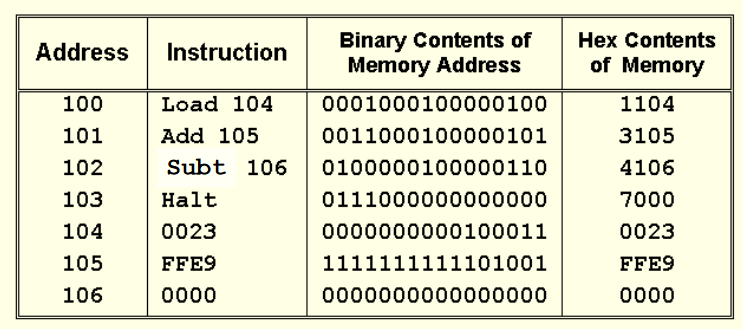 Address Instruction Binary Contents of Memory Address Hex Contents of Memory
100 Load 104 0001000100000100 1104
101 Add 105 0011000100000101 3105
102 Subt 106 0100000100000110 4106
103 Halt 0111000000000000 7000
104 0023 0000000000100011 0023
105 FFE9 1111111111101001 FFE9
106 0000 0000000000000000 0000